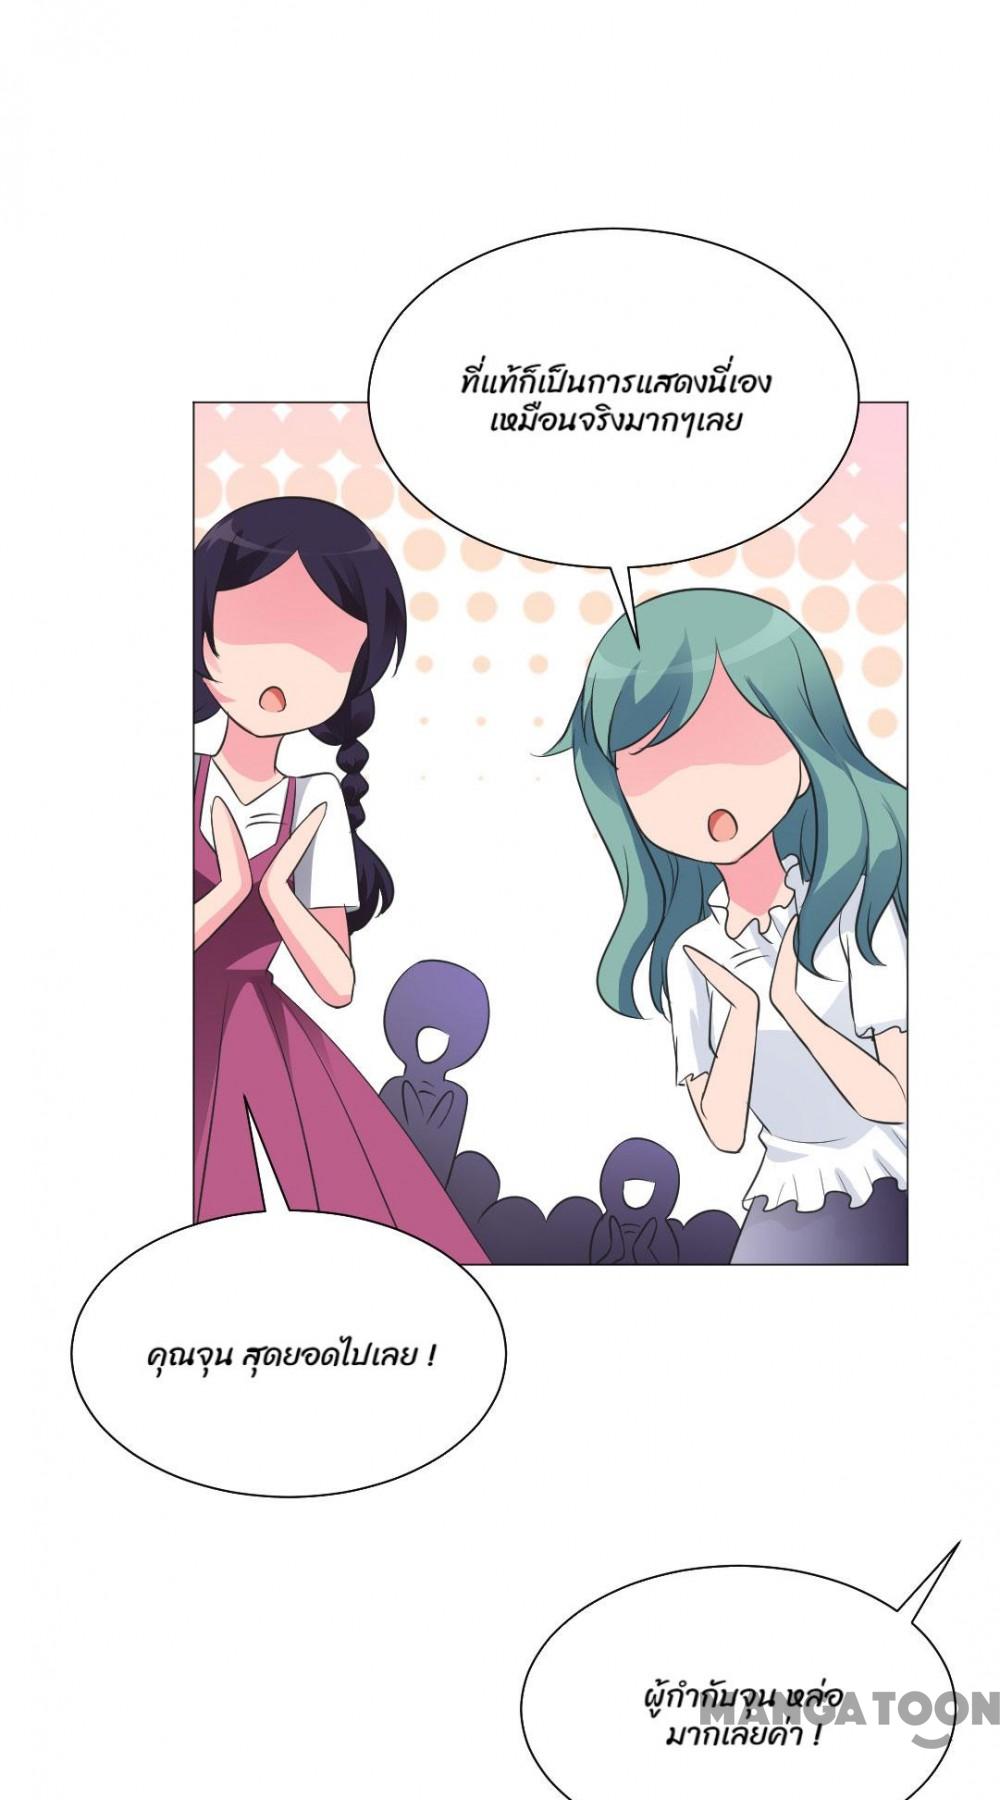 ที่แท้ก็เป็นการแสดงนี่เอง
เหมือนจริงมากๆเลย
คุณจุน สุดยอดไปเลย !
ผู้กำกับจุน หล่อ
มากเลยค่า !
MANGATOON